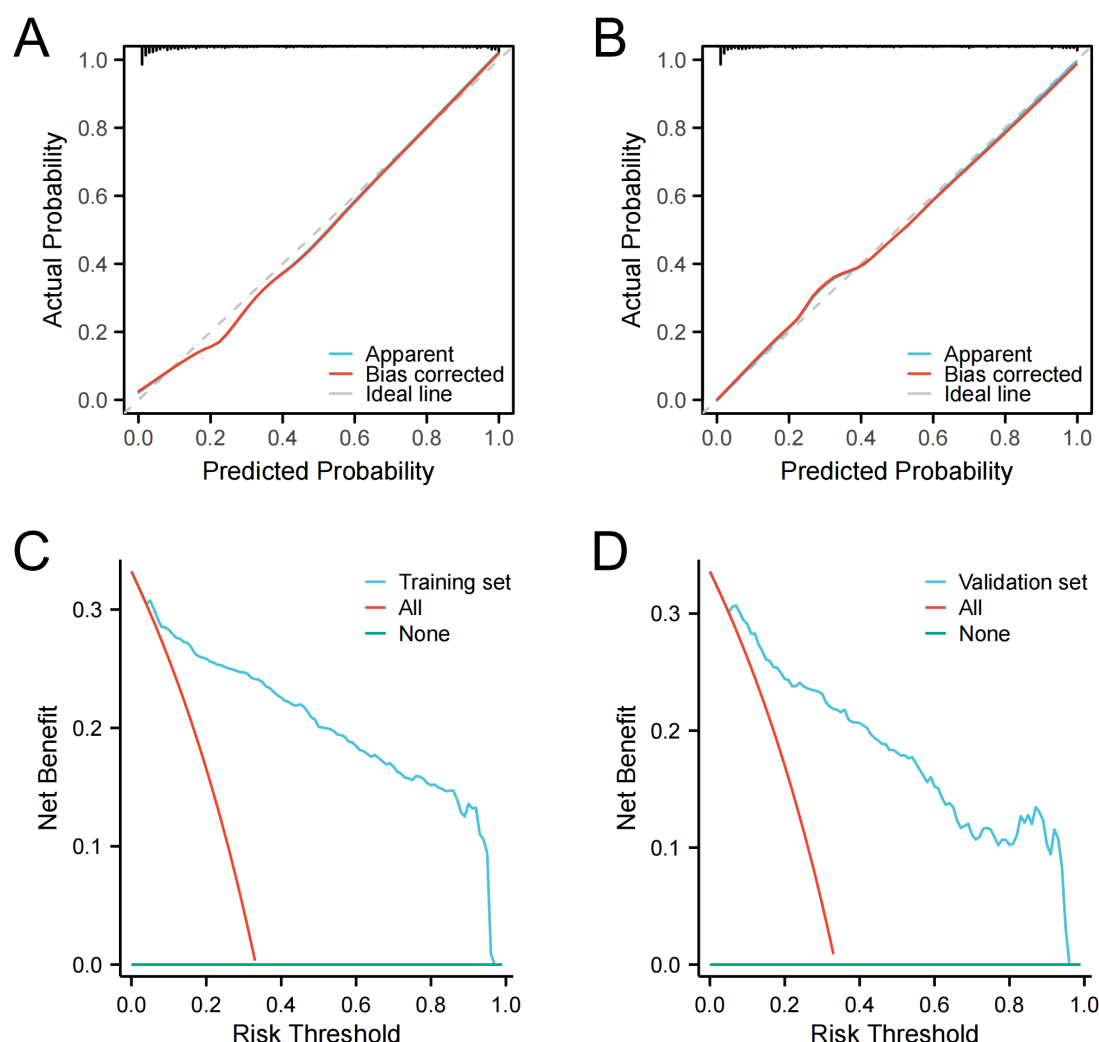 A
Actual Probability
1.0
0.8
0.6
0.4
0.2
0.0
Apparent
Bias corrected
Ideal line
0.0 0.2 0.4 0.6 0.8 1.0
Predicted Probability
B
Actual Probability
1.0
0.8
0.6
0.4
0.2
0.0
Apparent
Bias corrected
Ideal line
0.0 0.2 0.4 0.6 0.8 1.0
Predicted Probability
C
Net Benefit
0.3
0.2
0.1
0.0
Training set
All
None
0.0 0.2 0.4 0.6 0.8 1.0
Risk Threshold
D
Net Benefit
0.3
0.2
0.1
0.0
Validation set
All
None
0.0 0.2 0.4 0.6 0.8 1.0
Risk Threshold